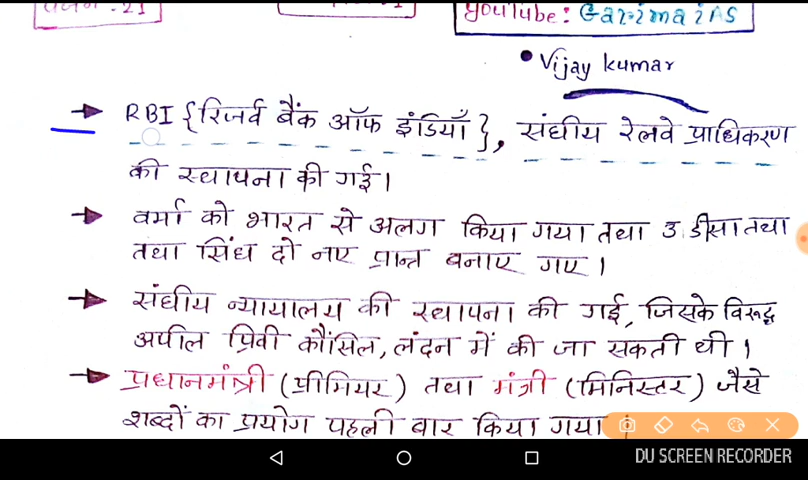 YouTube: GarimaIAS
• Vijay kumar
→ RBI {रिजर्व बैंक ऑफ इंडियाँ}, संघीय रेलवे प्राधिकरण
की स्थापना की गई।
→ वर्मा को भारत से अलग किया गया तथा उडीसा तथा
तथा सिंध दो नए प्रान्त बनाए गए।
→ संघीय न्यायालय की स्थापना की गई, जिसके विरूद्ध
अपील प्रिवी कौंसिल, लंदन में की जा सकती थी।
→ प्रधानमंत्री (प्रीमियर) तथा मंत्री (मिनिस्टर) जैसे
शब्दों का प्रयोग पहली बार किया गया
DU SCREEN RECORDER